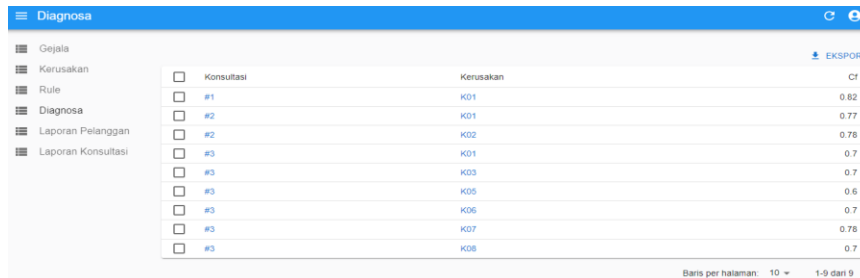 Diagnosa
Gejala
Kerusakan
Rule
Diagnosa
Laporan Pelanggan
Laporan Konsultasi
EKSPOR
Konsultasi Kerusakan Cf
#1 K01 0.82
#2 K01 0.77
#2 K02 0.78
#3 K01 0.7
#3 K03 0.7
#3 K05 0.6
#3 K06 0.7
#3 K07 0.78
#3 K08 0.7
Baris per halaman: 10 1-9 dari 9